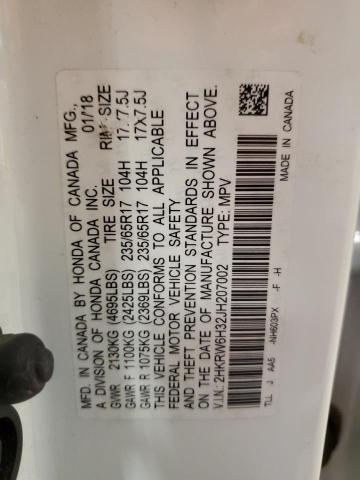 MFD. IN CANADA BY HONDA OF CANADA MFG.,
A DIVISION OF HONDA CANADA INC. 01/18
GVWR 2130KG (4695LBS) TIRE SIZE RIM SIZE
GAWR F 1100KG (2425LBS) 235/65R17 104H 17X7.5J
GAWR R 1075KG (2369LBS) 235/65R17 104H 17X7.5J
THIS VEHICLE CONFORMS TO ALL APPLICABLE
FEDERAL MOTOR VEHICLE SAFETY
AND THEFT PREVENTION STANDARDS IN EFFECT
ON THE DATE OF MANUFACTURE SHOWN ABOVE.
V.I.N.: 2HKRW6H32JH207002 TYPE: MPV
TLL J AA5 -NH603PX -F -H MADE IN CANADA